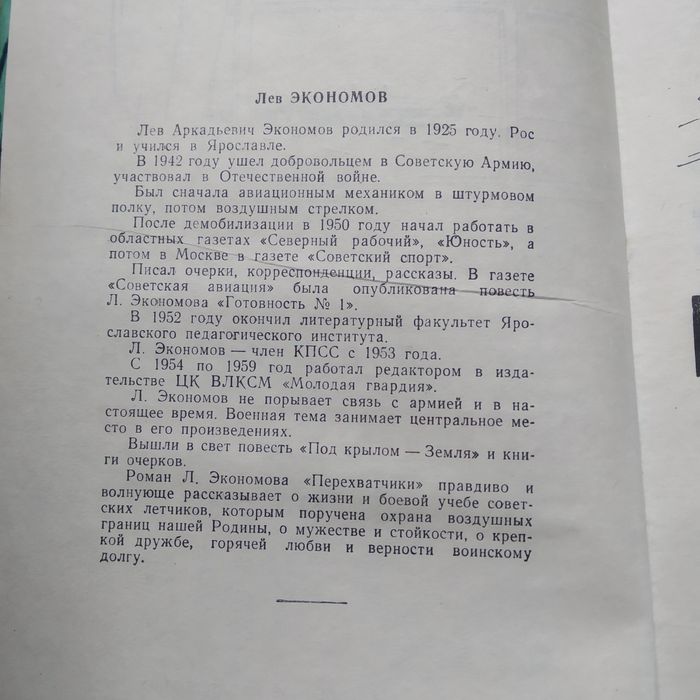 Лев ЭКОНОМОВ
Лев Аркадьевич Экономов родился в 1925 году. Рос
и учился в Ярославле.
В 1942 году ушел добровольцем в Советскую Армию,
участвовал в Отечественной войне.
Был сначала авиационным механиком в штурмовом
полку, потом воздушным стрелком.
После демобилизации в 1950 году начал работать в
областных газетах «Северный рабочий», «Юность», а
потом в Москве в газете «Советский спорт».
Писал очерки, корреспонденции, рассказы. В газете
«Советская авиация» была опубликована повесть
Л. Экономова «Готовность № 1».
В 1952 году окончил литературный факультет Яро-
славского педагогического института.
Л. Экономов — член КПСС с 1953 года.
С 1954 по 1959 год работал редактором в изда-
тельстве ЦК ВЛКСМ «Молодая гвардия».
Л. Экономов не порывает связь с армией и в на-
стоящее время. Военная тема занимает центральное ме-
сто в его произведениях.
Вышли в свет повесть «Под крылом — Земля» и кни-
ги очерков.
Роман Л. Экономова «Перехватчики» правдиво и
волнующе рассказывает о жизни и боевой учебе совет-
ских летчиков, которым поручена охрана воздушных
границ нашей Родины, о мужестве и стойкости, о креп-
кой дружбе, горячей любви и верности воинскому
долгу.